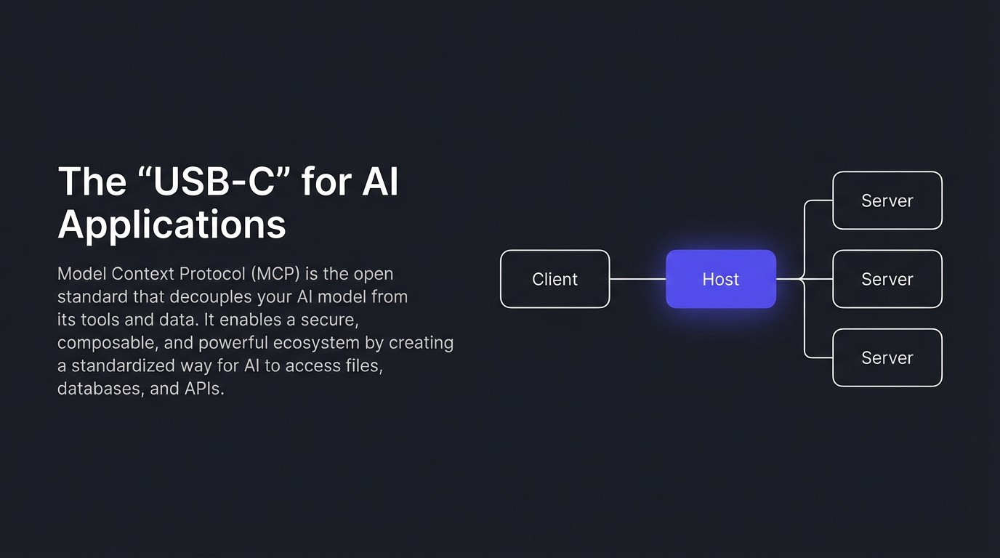 The “USB-C” for AI
Applications
Model Context Protocol (MCP) is the open
standard that decouples your AI model from
its tools and data. It enables a secure,
composable, and powerful ecosystem by creating
a standardized way for AI to access files,
databases, and APIs.
Client
Host
Server
Server
Server